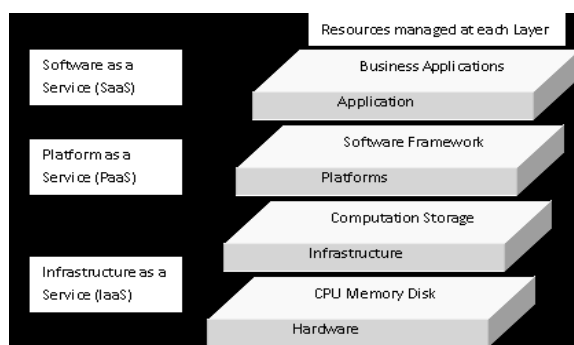 Resources managed at each Layer
Software as a
Service (SaaS)
Business Applications
Application
Platform as a
Service (PaaS)
Software Framework
Platforms
Computation Storage
Infrastructure
Infrastructure as a
Service (IaaS)
CPU Memory Disk
Hardware